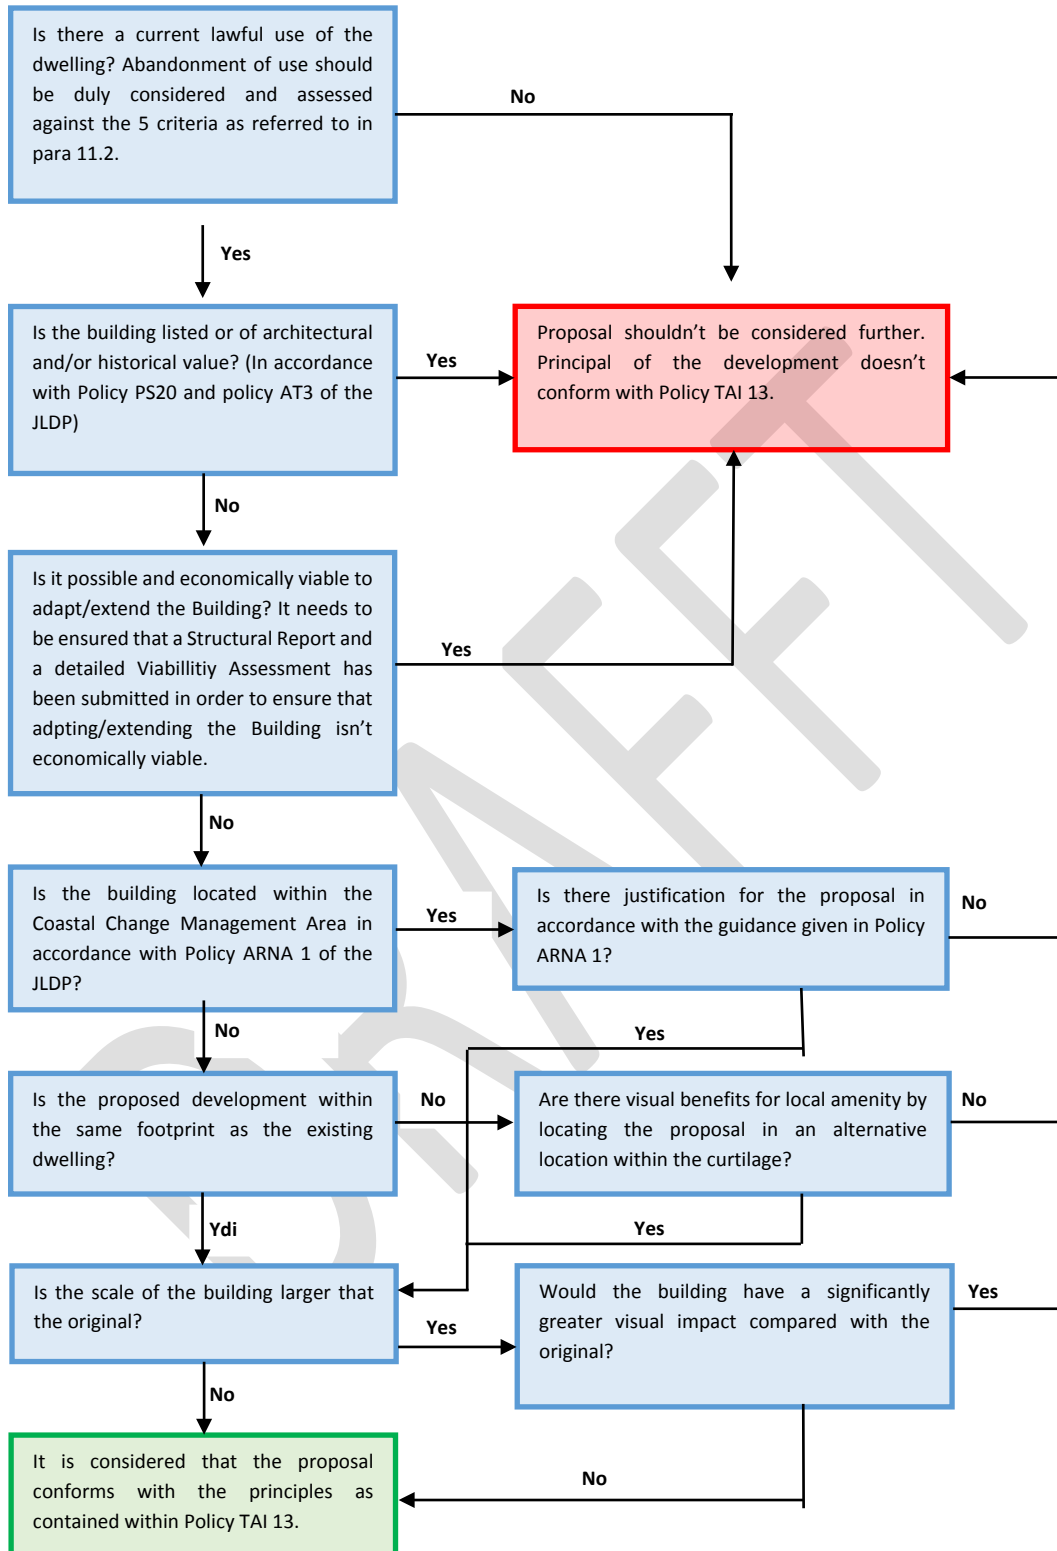 Is there a current lawful use of the
dwelling? Abandonment of use should
be duly considered and assessed
against the 5 criteria as referred to in
para 11.2.
No
Yes
Is the building listed or of architectural
and/or historical value? (In accordance
with Policy PS20 and policy AT3 of the
JLDP)
Yes
Proposal shouldn't be considered further.
Principal of the development doesn't
conform with Policy TAI 13.
No
Is it possible and economically viable to
adapt/extend the Building? It needs to
be ensured that a Structural Report and
a detailed Viabillitiy Assessment has
been submitted in order to ensure that
adpting/extending the Building isn't
economically viable.
Yes
No
Is the building located within the
Coastal Change Management Area in
accordance with Policy ARNA 1 of the
JLDP?
Yes
Is there justification for the proposal in
accordance with the guidance given in Policy
ARNA 1?
No
No
Yes
Is the proposed development within
the same footprint as the existing
dwelling?
No
Are there visual benefits for local amenity by
locating the proposal in an alternative
location within the curtilage?
No
Ydi
Yes
Is the scale of the building larger that
the original?
Yes
Would the building have a significantly
greater visual impact compared with the
original?
Yes
No
It is considered that the proposal
conforms with the principles as
contained within Policy TAI 13.
No
DRAFT